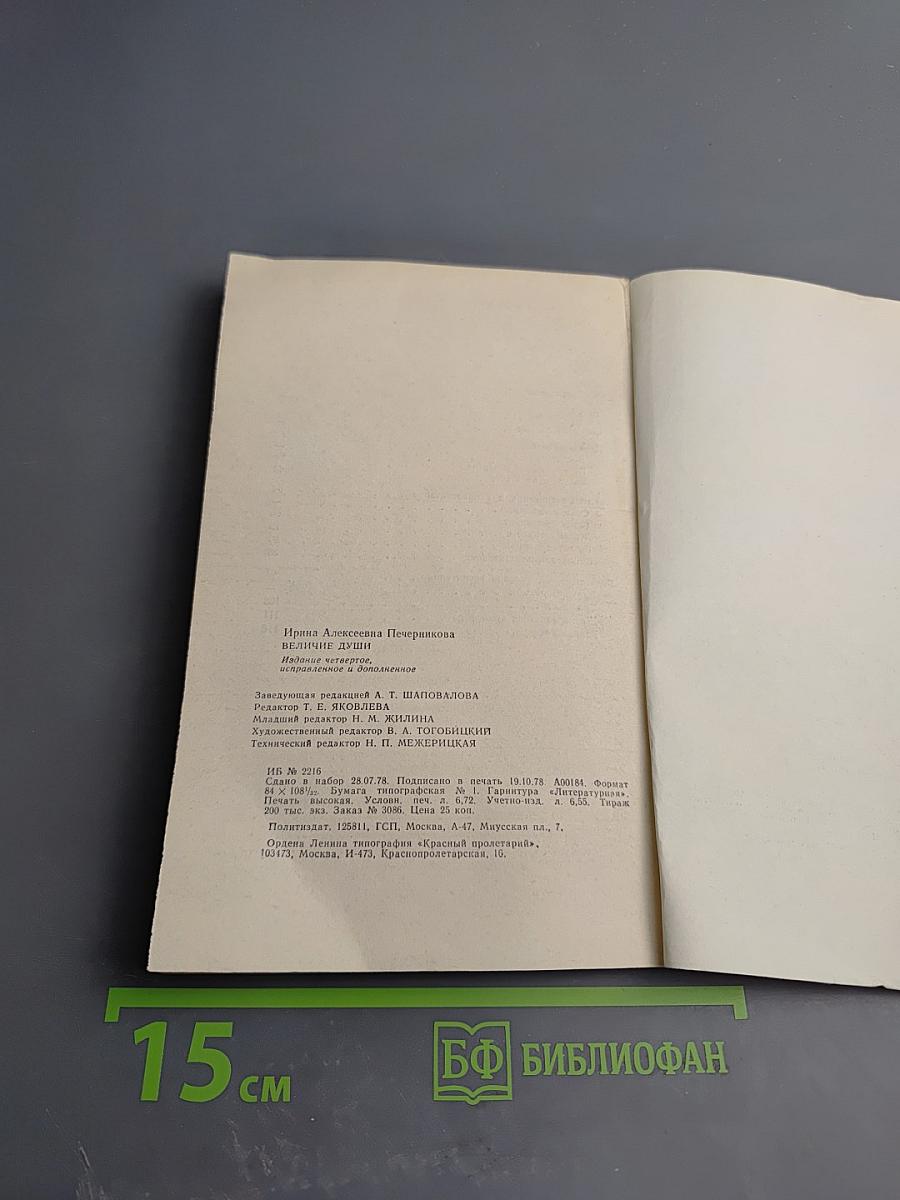 Ирина Алексеевна Печерникова
ВЕЛИЧИЕ ДУШИ
Издание четвертое,
исправленное и дополненное
Заведующая редакцией А. Т. ШАПОВАЛОВА
Редактор Т. Е. ЯКОВЛЕВА
Младший редактор Н. М. ЖИЛИНА
Художественный редактор В. А. ТОГОБИЦКИЙ
Технический редактор Н. П. МЕЖЕРИЦКАЯ
ИБ № 2216
Сдано в набор 28.07.78. Подписано в печать 19.10.78. А00184. Формат
84 × 108¹/₃₂. Бумага типографская № 1. Гарнитура «Литературная».
Печать высокая. Условн. печ. л. 6,72. Учетно-изд. л. 6,55. Тираж
200 тыс. экз. Заказ № 3086. Цена 25 коп.
Политиздат. 125811, ГСП, Москва, А-47, Миусская пл., 7.
Ордена Ленина типография «Красный пролетарий».
103473, Москва, И-473, Краснопролетарская, 16.
15 см
БФ БИБЛИОФАН